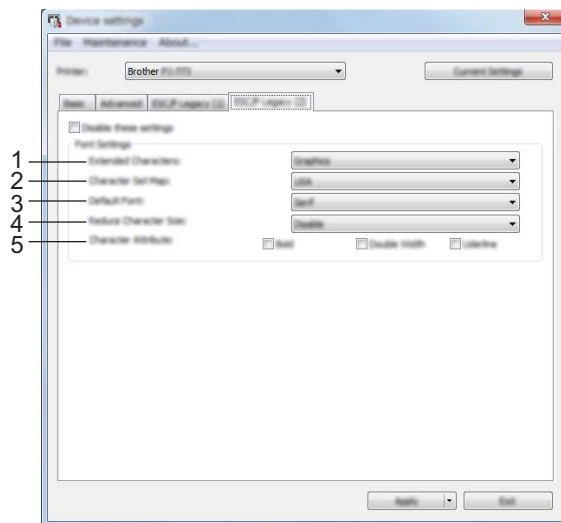 Device settings
File Maintenance About...
Printer: Brother Current Settings
Basic Advanced ESC/P Legacy (1) ESC/P Legacy (2)
Disable these settings
Font Settings
1 Extended Characters: Graphics
2 Character Set Map: USA
3 Default Font: Serif
4 Reduce Character Size: Disable
5 Character Attribute: Bold Double Width Underline
Apply Exit